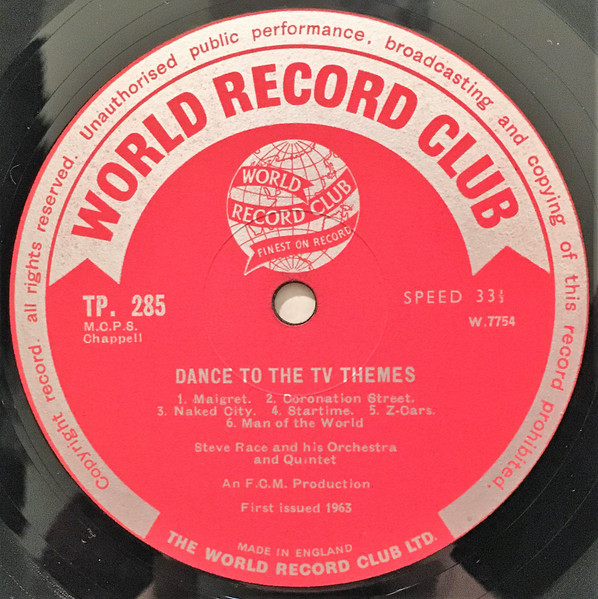 Copyright record. all rights reserved. Unauthorised public performance, broadcasting and copying of this record prohibited.
WORLD RECORD CLUB
WORLD
RECORD CLUB
FINEST ON RECORD
TP. 285
M.C.P.S.
Chappell
SPEED 33⅓
W.7754
DANCE TO THE TV THEMES
1. Maigret. 2. Coronation Street.
3. Naked City. 4. Startime. 5. Z-Cars.
6. Man of the World
Steve Race and his Orchestra
and Quintet
An F.C.M. Production
First issued 1963
MADE IN ENGLAND
THE WORLD RECORD CLUB LTD.